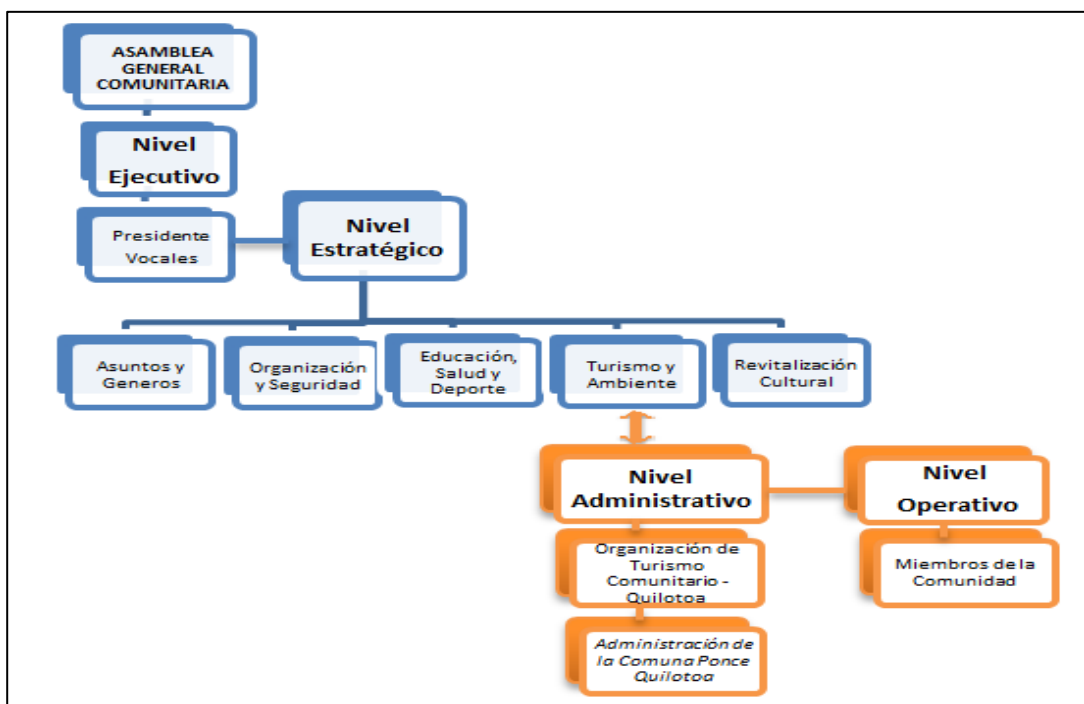 ASAMBLEA
GENERAL
COMUNITARIA
Nivel
Ejecutivo
Presidente
Vocales
Nivel
Estratégico
Asuntos y
Generos
Organización
y Seguridad
Educación,
Salud y
Deporte
Turismo y
Ambiente
Revitalización
Cultural
Nivel
Administrativo
Nivel
Operativo
Organización de
Turismo
Comunitario -
Quilotoa
Miembros de la
Comunidad
Administración de
la Comuna Ponce
Quilotoa